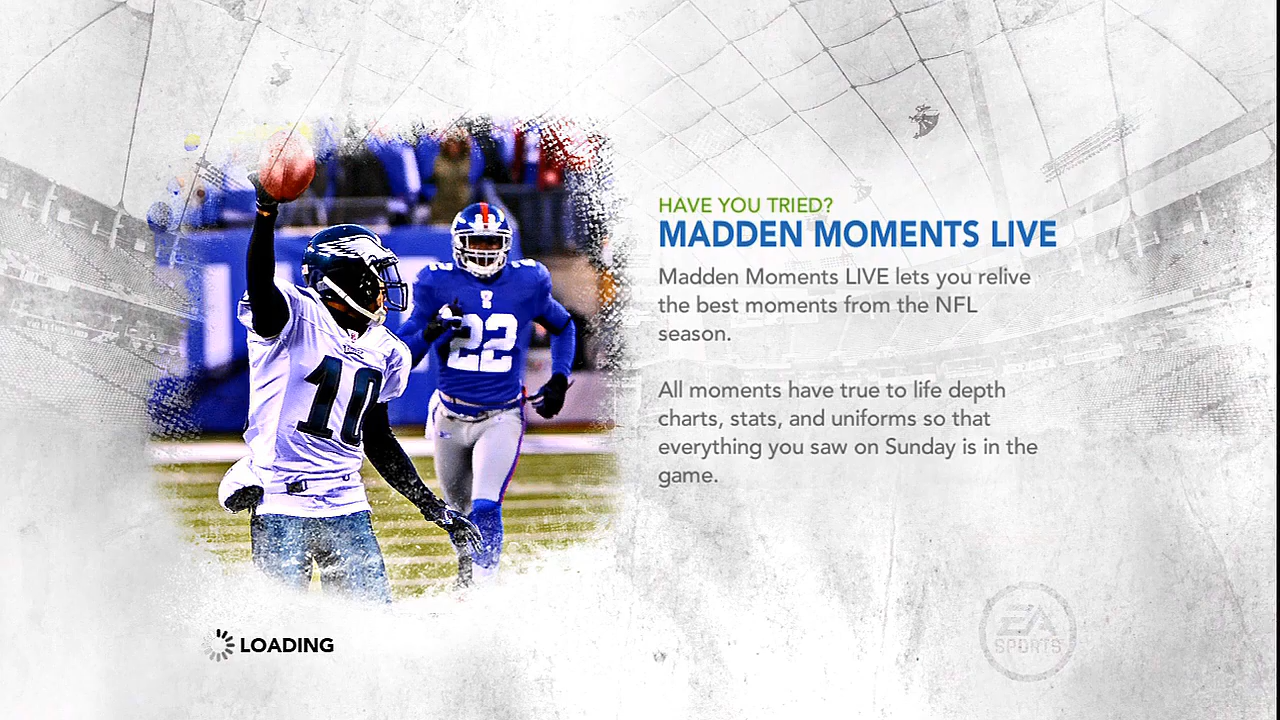 HAVE YOU TRIED?
MADDEN MOMENTS LIVE
Madden Moments LIVE lets you relive
the best moments from the NFL
season.
All moments have true to life depth
charts, stats, and uniforms so that
everything you saw on Sunday is in the
game.
10
22
LOADING
EA
SPORTS